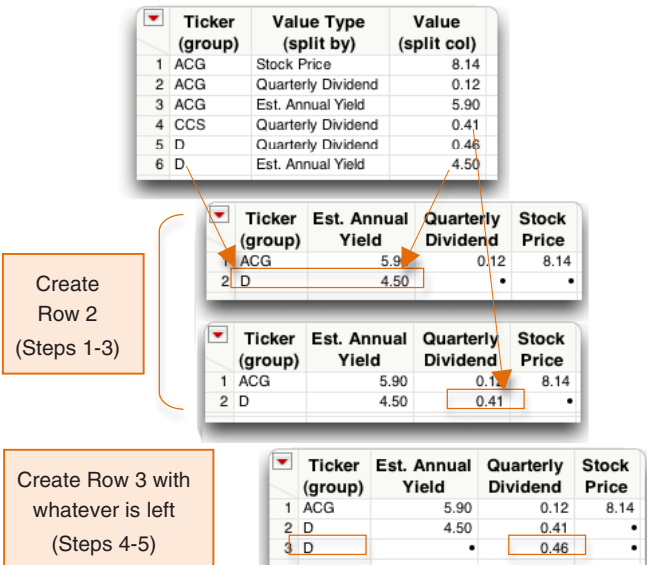 Ticker Value Type Value
(group) (split by) (split col)
1 ACG Stock Price 8.14
2 ACG Quarterly Dividend 0.12
3 ACG Est. Annual Yield 5.90
4 CCS Quarterly Dividend 0.41
5 D Quarterly Dividend 0.46
6 D Est. Annual Yield 4.50
Ticker Est. Annual Quarterly Stock
(group) Yield Dividend Price
1 ACG 5.90 0.12 8.14
2 D 4.50 • •
Create
Row 2
(Steps 1-3)
Ticker Est. Annual Quarterly Stock
(group) Yield Dividend Price
1 ACG 5.90 0.12 8.14
2 D 4.50 0.41 •
Create Row 3 with
whatever is left
(Steps 4-5)
Ticker Est. Annual Quarterly Stock
(group) Yield Dividend Price
1 ACG 5.90 0.12 8.14
2 D 4.50 0.41 •
3 D • 0.46 •